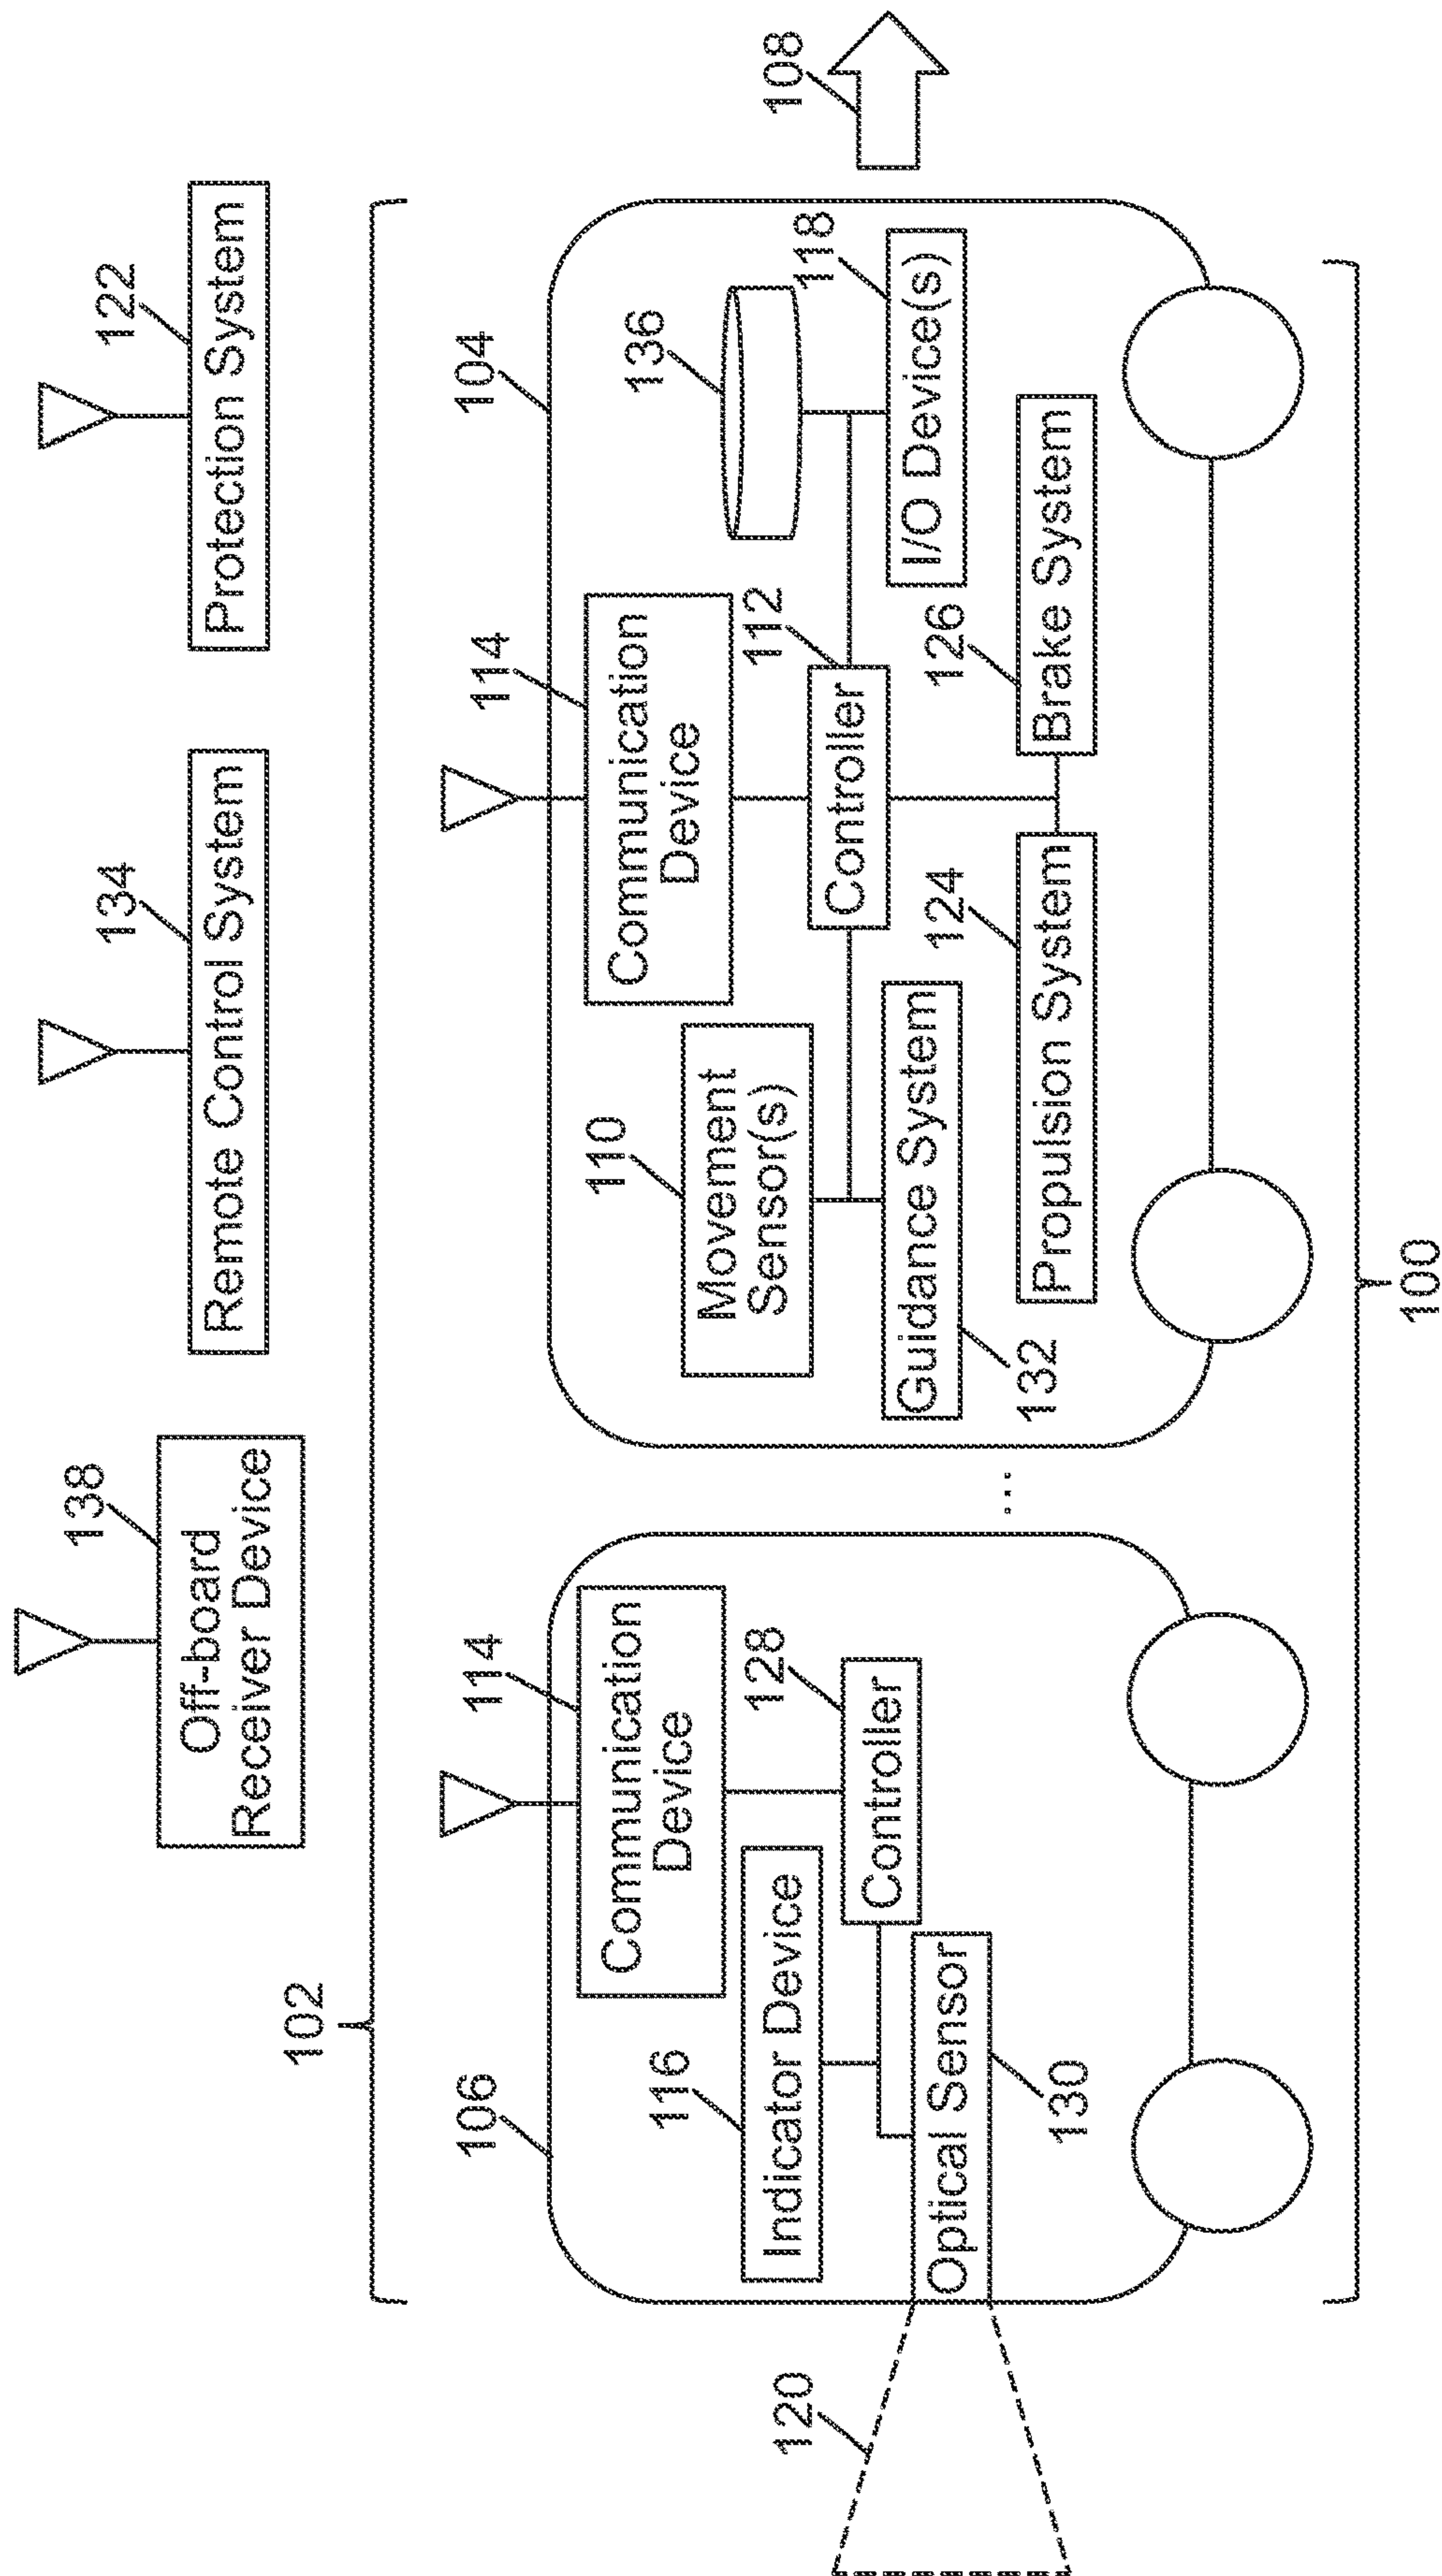 138
Off-board
Receiver Device
134
Remote Control System
122
Protection System
102
106
114
Communication
Device
116
Indicator Device
128
Controller
Optical Sensor
130
120
...
104
114
Communication
Device
110
Movement
Sensor(s)
112
Controller
136
118
I/O Device(s)
Guidance System
132
124
Propulsion System
126
Brake System
108
100